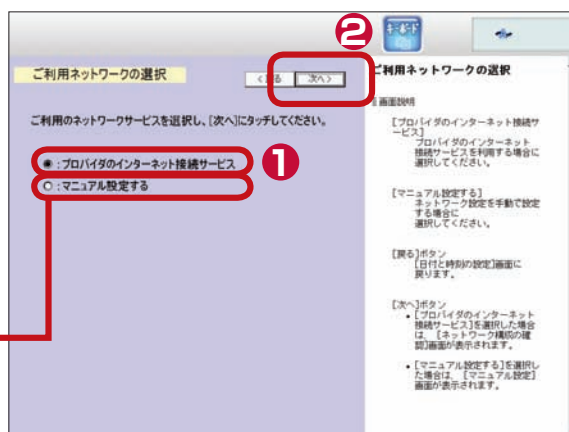 ❷
キーボード
ご利用ネットワークの選択
次へ>
ご利用のネットワークサービスを選択し、[次へ]にタッチしてください。
:プロバイダのインターネット接続サービス
❶
:マニュアル設定する
ご利用ネットワークの選択
画面説明
[プロバイダのインターネット接続サ
ービス]
プロバイダのインターネット
接続サービスを利用する場合に
選択してください。
[マニュアル設定する]
ネットワーク設定を手動で設定
する場合に
選択してください。
[戻る]ボタン
[日付と時刻の設定]画面に
戻ります。
[次へ]ボタン
• [プロバイダのインターネット
接続サービス]を選択した場合
は、[ネットワーク構成の確
認]画面が表示されます。
• [マニュアル設定する]を選択し
た場合は、[マニュアル設定]
画面が表示されます。